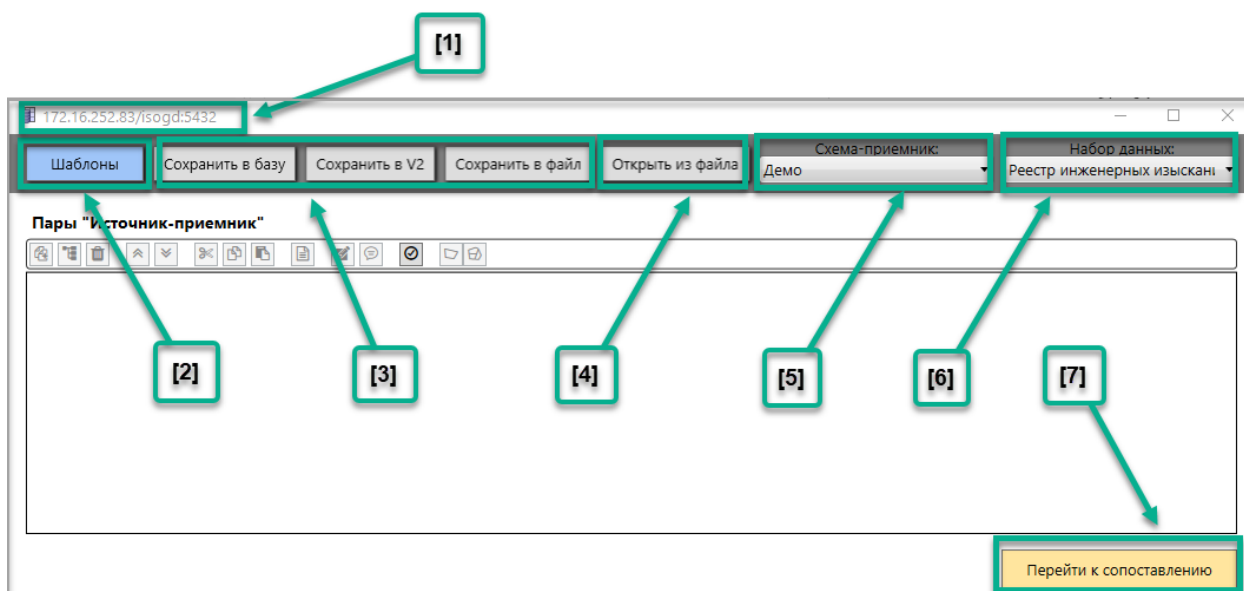 [1]
172.16.252.83/isogd:5432
Шаблоны Сохранить в базу Сохранить в V2 Сохранить в файл Открыть из файла
Схема-приемник:
Демо
Набор данных:
Реестр инженерных изыскани
Пары "Источник-приемник"
[2] [3] [4] [5] [6] [7]
Перейти к сопоставлению